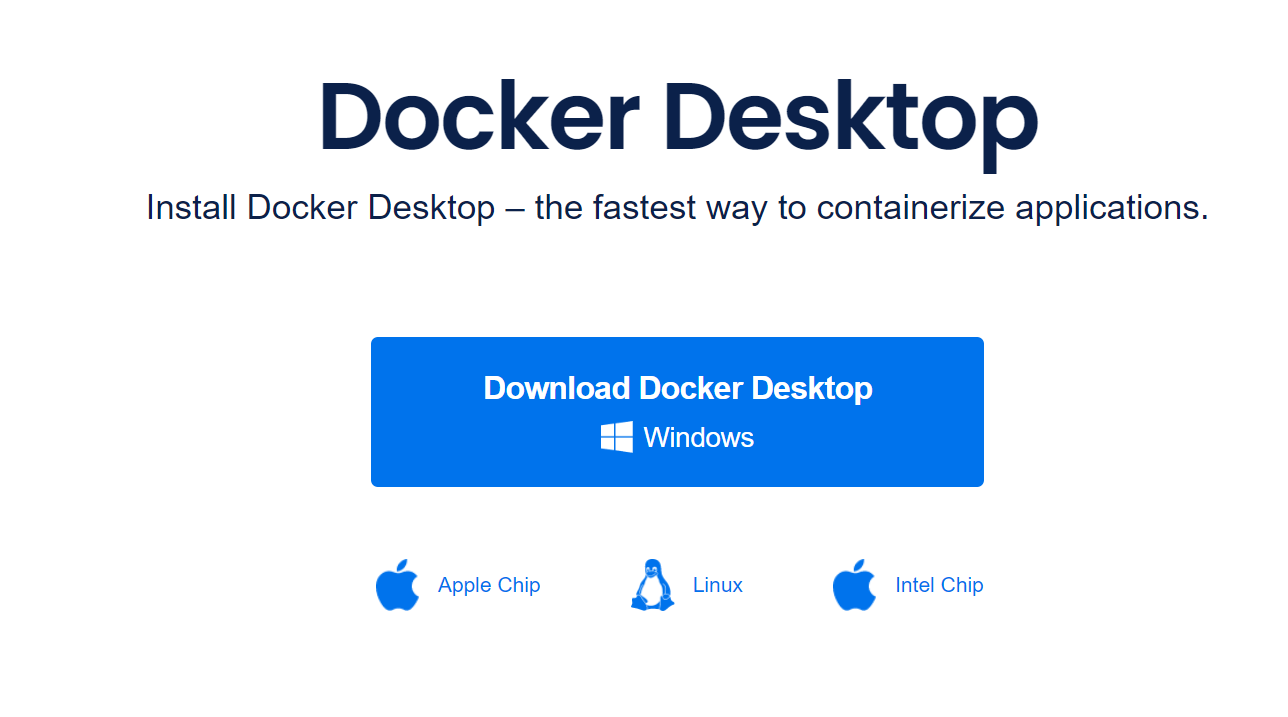 Docker Desktop
Install Docker Desktop – the fastest way to containerize applications.
Download Docker Desktop
Windows
Apple Chip
Linux
Intel Chip